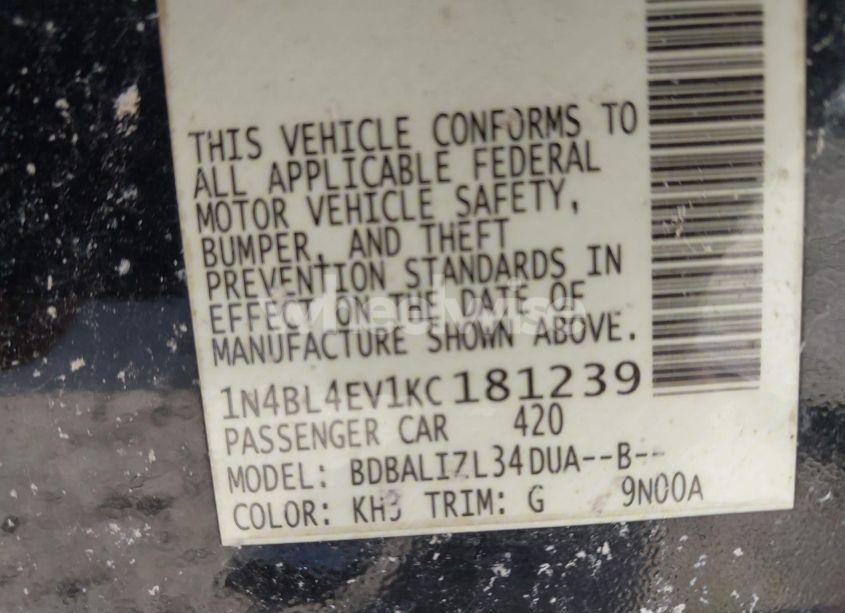 THIS VEHICLE CONFORMS TO
ALL APPLICABLE FEDERAL
MOTOR VEHICLE SAFETY,
BUMPER, AND THEFT
PREVENTION STANDARDS IN
EFFECT ON THE DATE OF
MANUFACTURE SHOWN ABOVE.
1N4BL4EV1KC181239
PASSENGER CAR 420
MODEL: BDBALIZL34DUA--B--
COLOR: KH3 TRIM: G 9N00A